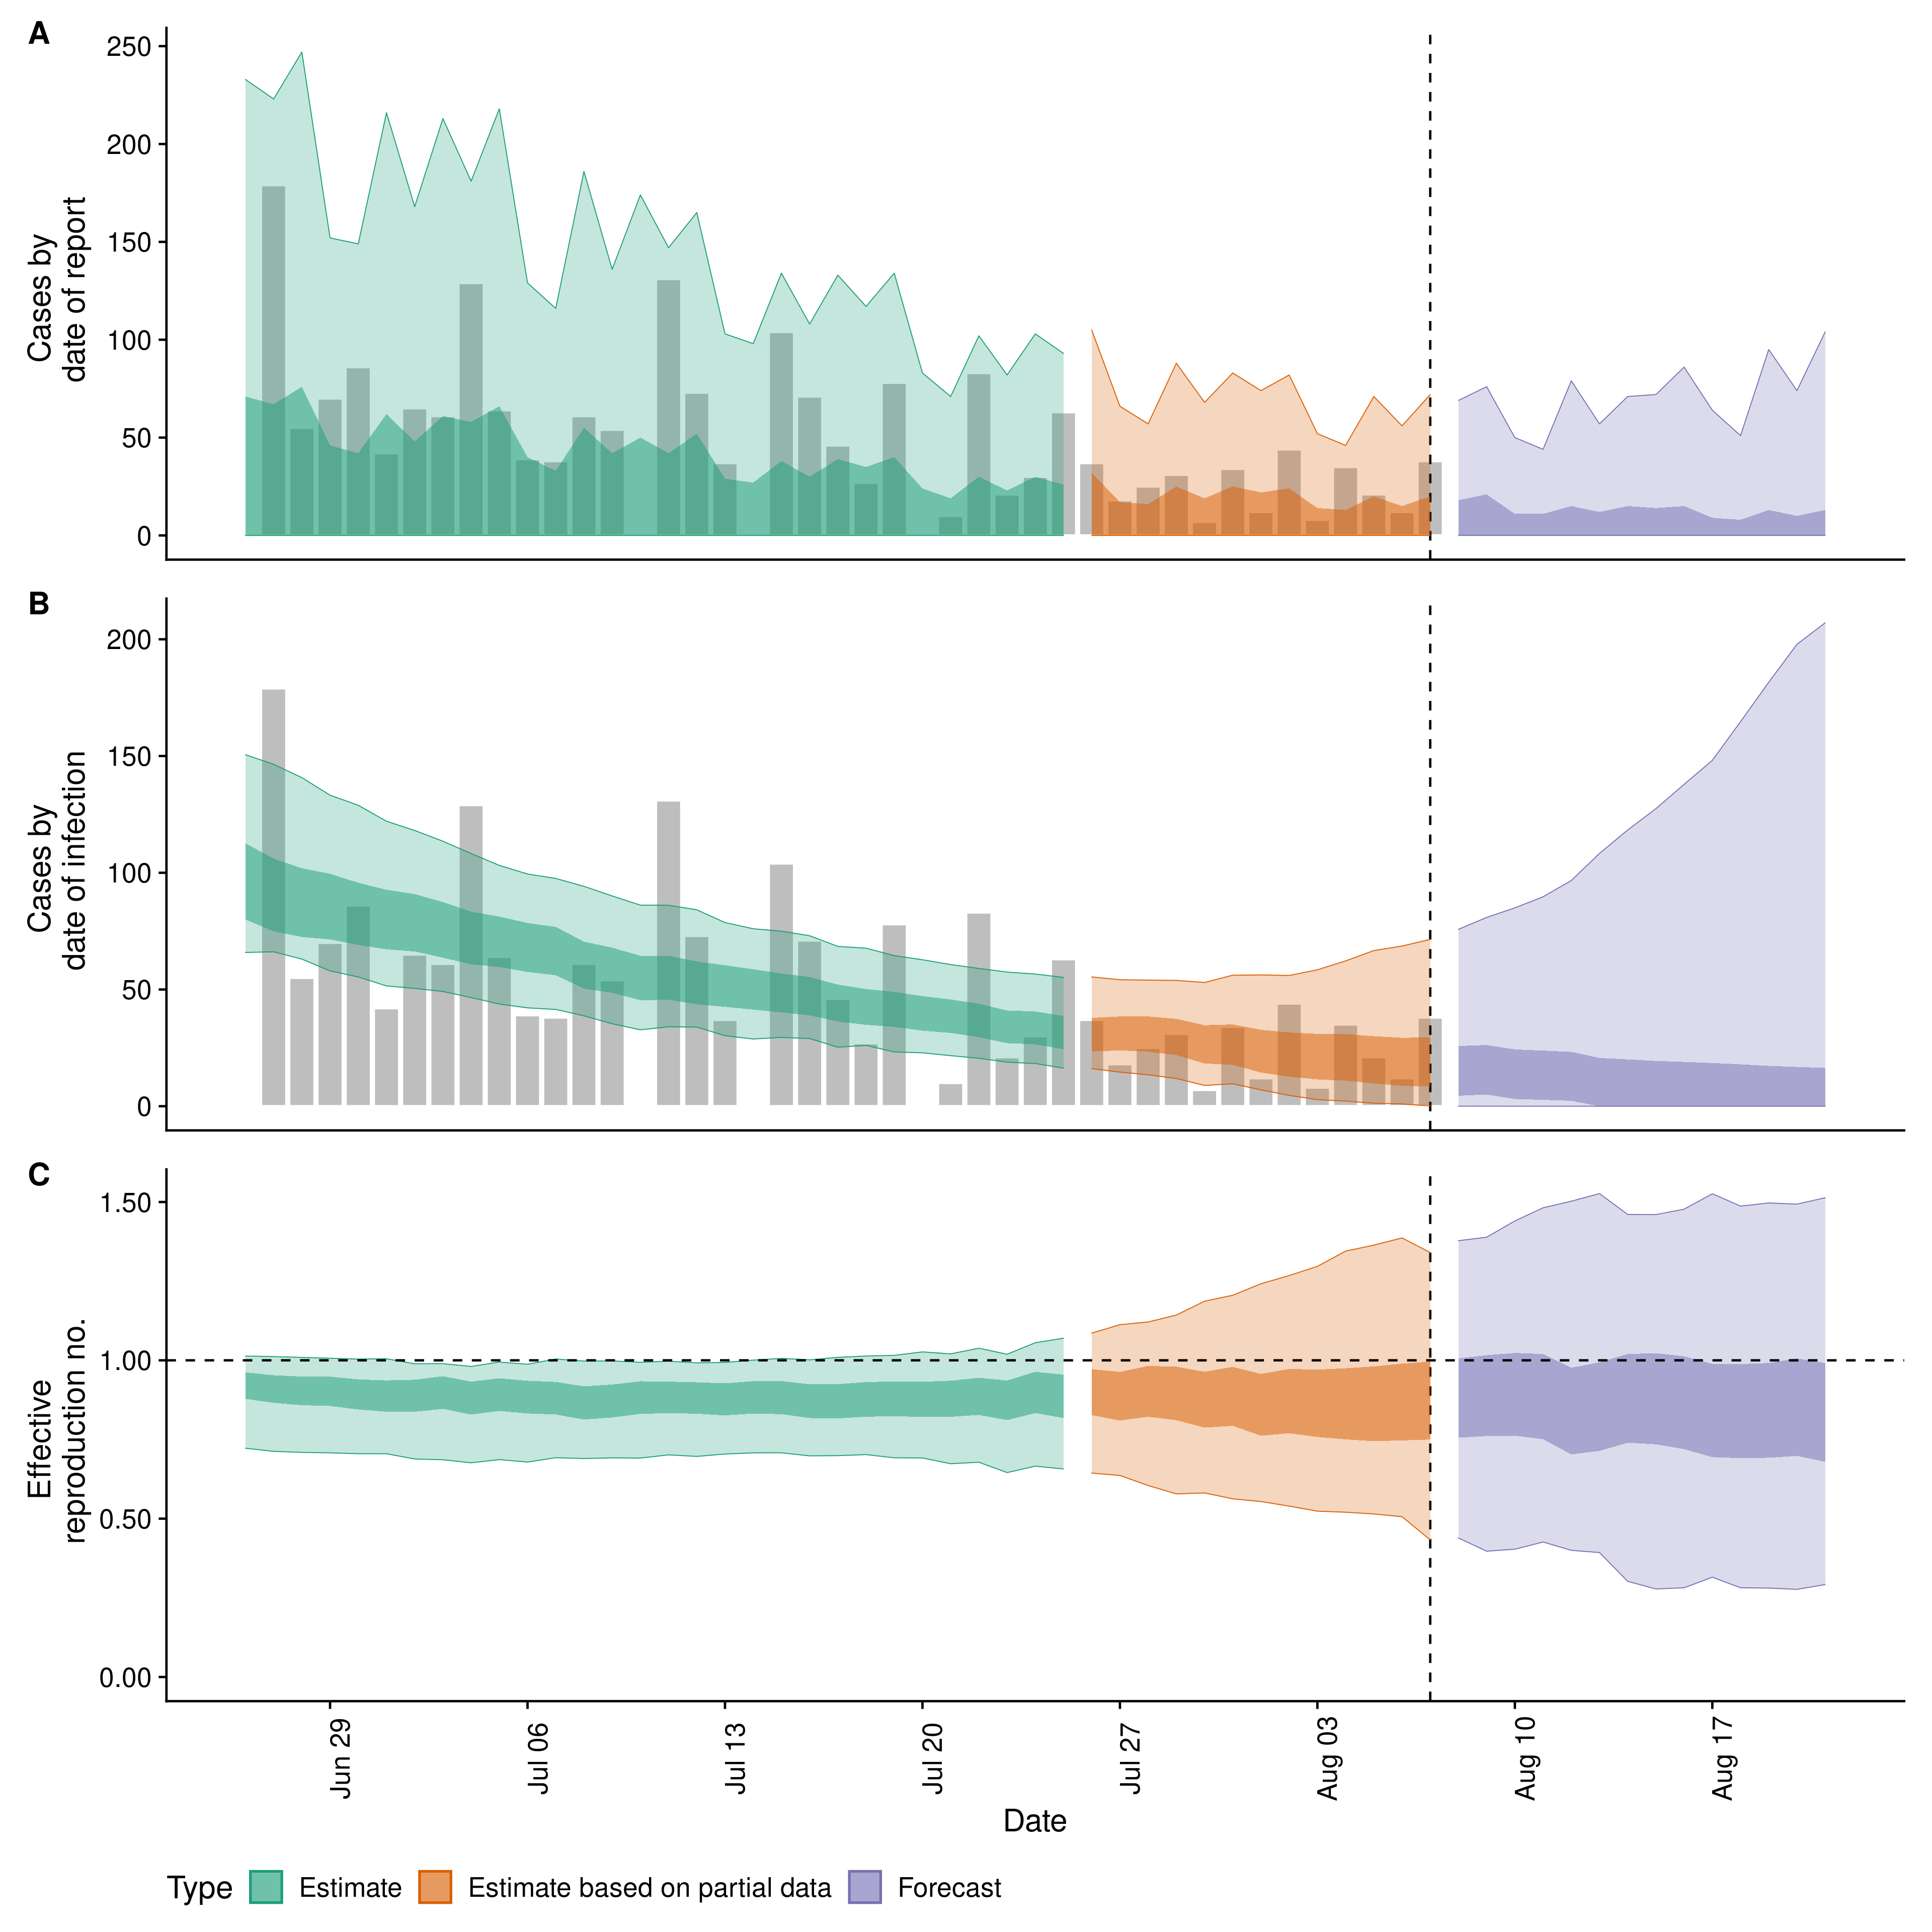 A
250
200
150
100
50
0
Cases by
date of report
B
200
150
100
50
0
Cases by
date of infection
C
1.50
1.00
0.50
0.00
Effective
reproduction no.
Jun 29
Jul 06
Jul 13
Jul 20
Jul 27
Aug 03
Aug 10
Aug 17
Date
Type Estimate Estimate based on partial data Forecast